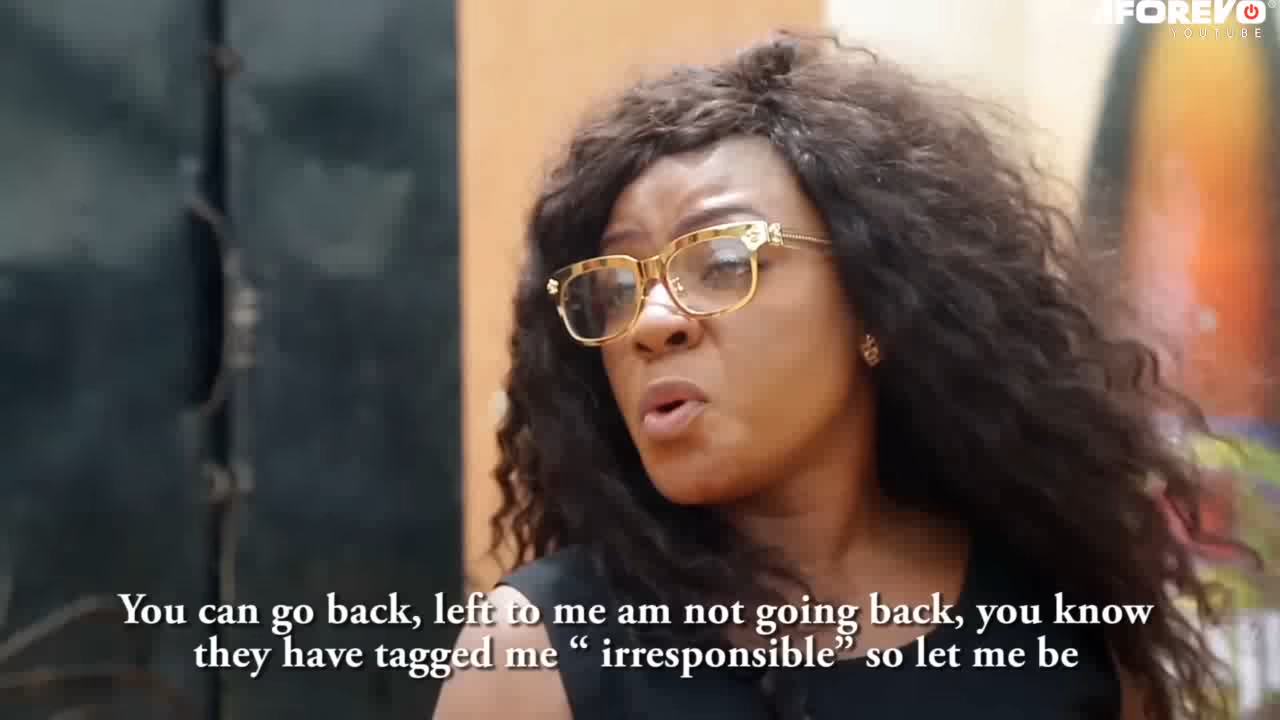 iFOREVO
YOUTUBE
You can go back, left to me am not going back, you know
they have tagged me “ irresponsible” so let me be